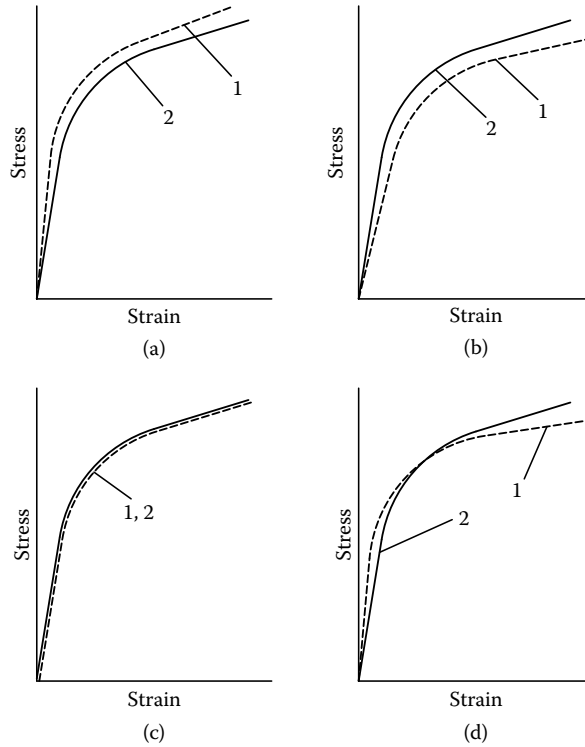 Stress
1
2
Strain
(a)
Stress
2
1
Strain
(b)
Stress
1, 2
Strain
(c)
Stress
1
2
Strain
(d)